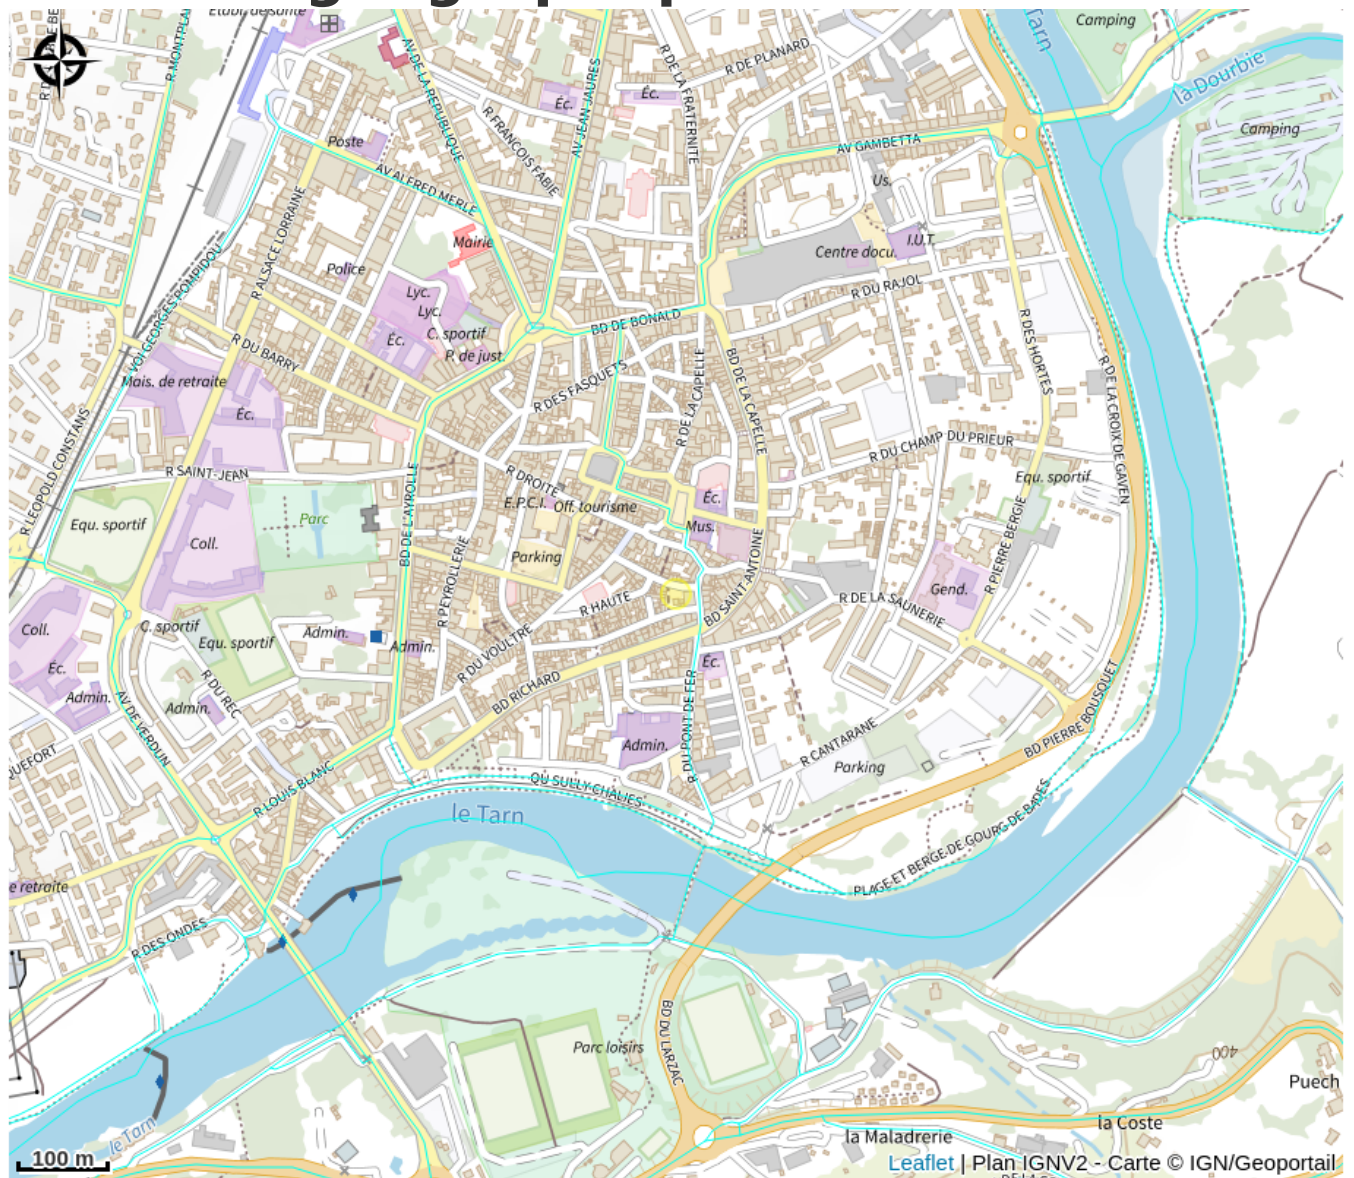 Tarn
Camping
R MONTPLA
AV DE LA REPUBLIQUE
R DE LA FRATERNITE
R DE PLANARD
la Dourbie
Éc.
Éc.
R FRANCOIS FABIE
AV JEAN JAURES
Camping
Poste
AV GAMBETTA
AV ALFRED MERLE
Us.
R ALSACE LORRAINE
Mairie
I.U.T.
Centre docu.
Police
VOI GEORGES POMPIDOU
Lyc.
Lyc.
R DU RAJOL
BD DE BONALD
C. sportif
Éc.
P. de just.
R DU BARRY
R DES HORTES
R DE LA CROIX DE GAVEN
Mais. de retraite
R DES FASQUETS
R DE LA CAPELLE
BD DE LA CAPELLE
Éc.
R LEOPOLD CONSTANS
R DU CHAMP DU PRIEUR
R SAINT-JEAN
R DROITE
Equ. sportif
E.P.C.I.
Off. tourisme
Éc.
Parc
Equ. sportif
BD DE L'AYROLLE
Mus.
Coll.
Parking
R PEYROLLERIE
BD SAINT-ANTOINE
R PIERRE BERGIE
Gend.
R HAUTE
R DE LA SAUNERIE
Coll.
C. sportif
Equ. sportif
Admin.
Admin.
R DU VOULTRE
Éc.
Éc.
R DU REC
BD RICHARD
Admin.
Admin.
AV DE VERDUN
R DU PONT DE FER
BD PIERRE BOUSQUET
Admin.
R CANTARANE
Parking
QUEFORT
R LOUIS BLANC
QU SULLY-CHALIES
le Tarn
PLAGE ET BERGE DE GOURG DE BADES
e retraite
R DES ONDES
BD DU LARZAC
Parc loisirs
400
Puech
la Coste
la Maladrerie
le Tarn
100 m
Leaflet | Plan IGNV2 - Carte © IGN/Geoportail